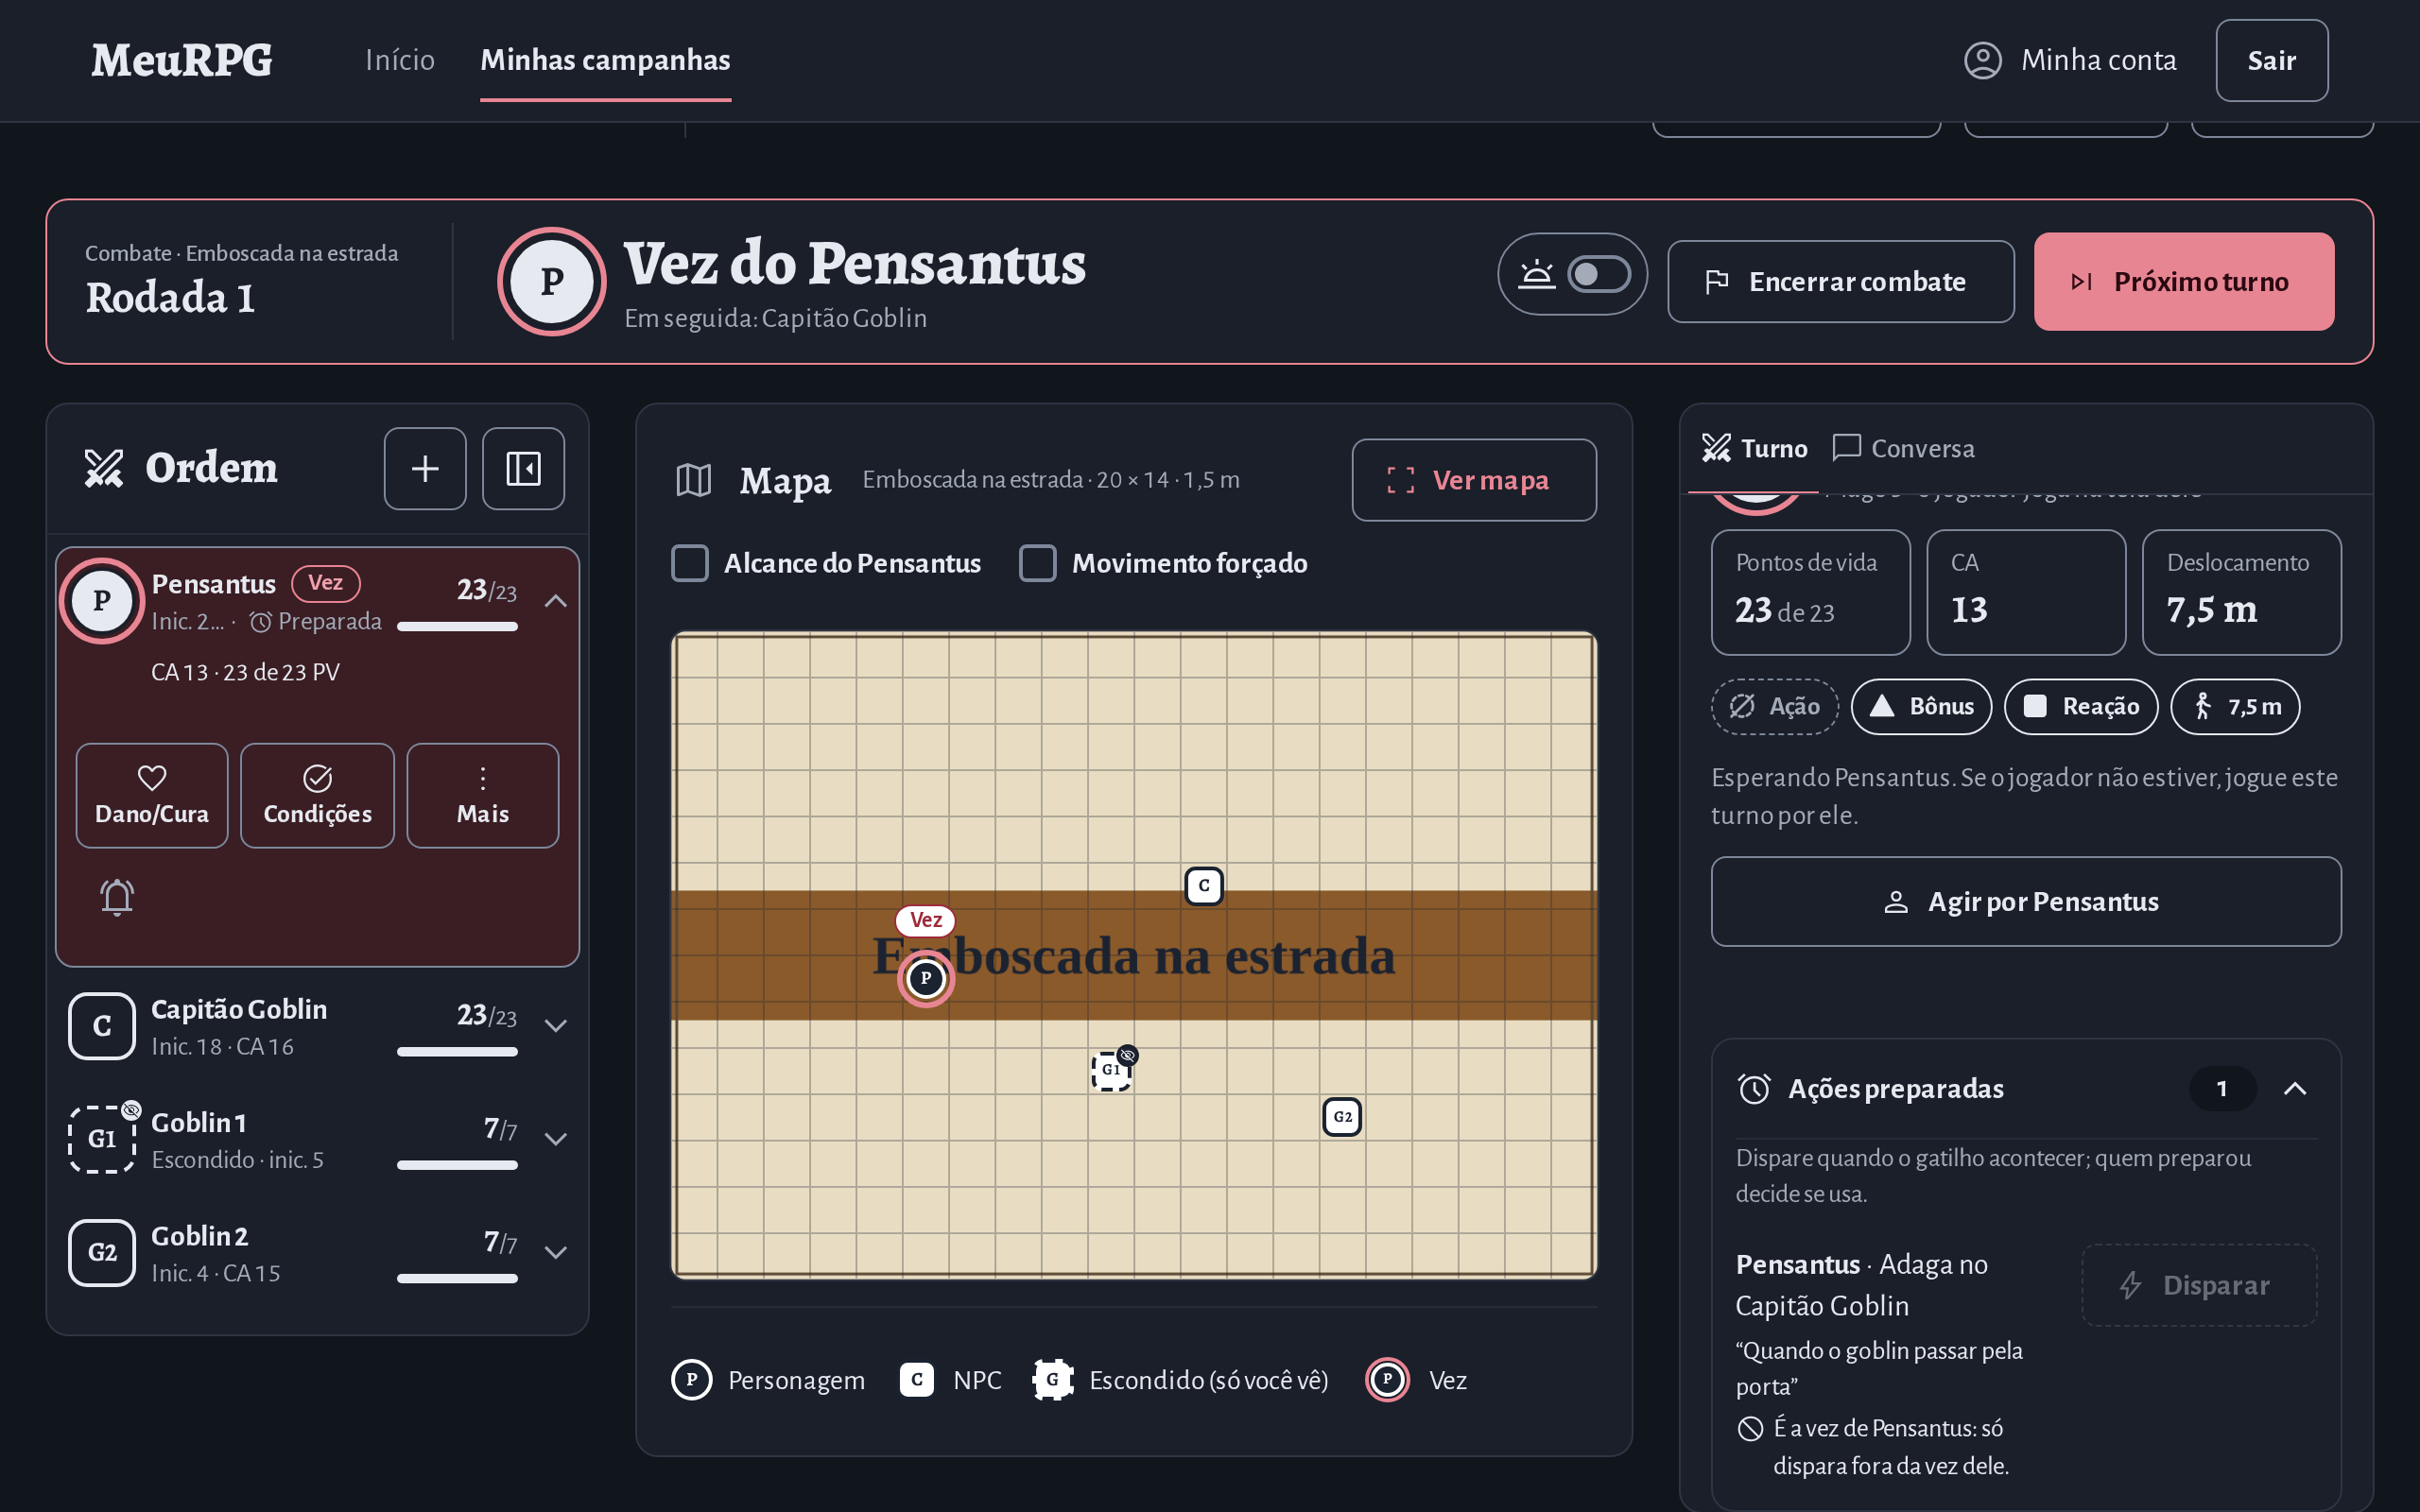 MeuRPG
Início
Minhas campanhas
Minha conta
Sair
Combate · Emboscada na estrada
Rodada 1
P
Vez do Pensantus
Em seguida: Capitão Goblin
Encerrar combate
Próximo turno
Ordem
P
Pensantus
Vez
23/23
Inic. 2... · Preparada
CA 13 · 23 de 23 PV
Dano/Cura
Condições
Mais
C
Capitão Goblin
23/23
Inic. 18 · CA 16
G1
Goblin 1
7/7
Escondido · inic. 5
G2
Goblin 2
7/7
Inic. 4 · CA 15
Mapa
Emboscada na estrada · 20 × 14 · 1,5 m
Ver mapa
Alcance do Pensantus
Movimento forçado
C
Vez
Emboscada na estrada
P
G1
G2
P
Personagem
C
NPC
G
Escondido (só você vê)
P
Vez
Turno
Conversa
Pontos de vida
23 de 23
CA
13
Deslocamento
7,5 m
Ação
Bônus
Reação
7,5 m
Esperando Pensantus. Se o jogador não estiver, jogue este
turno por ele.
Agir por Pensantus
Ações preparadas
1
Dispare quando o gatilho acontecer; quem preparou
decide se usa.
Pensantus · Adaga no
Capitão Goblin
Disparar
“Quando o goblin passar pela
porta”
É a vez de Pensantus: só
dispara fora da vez dele.